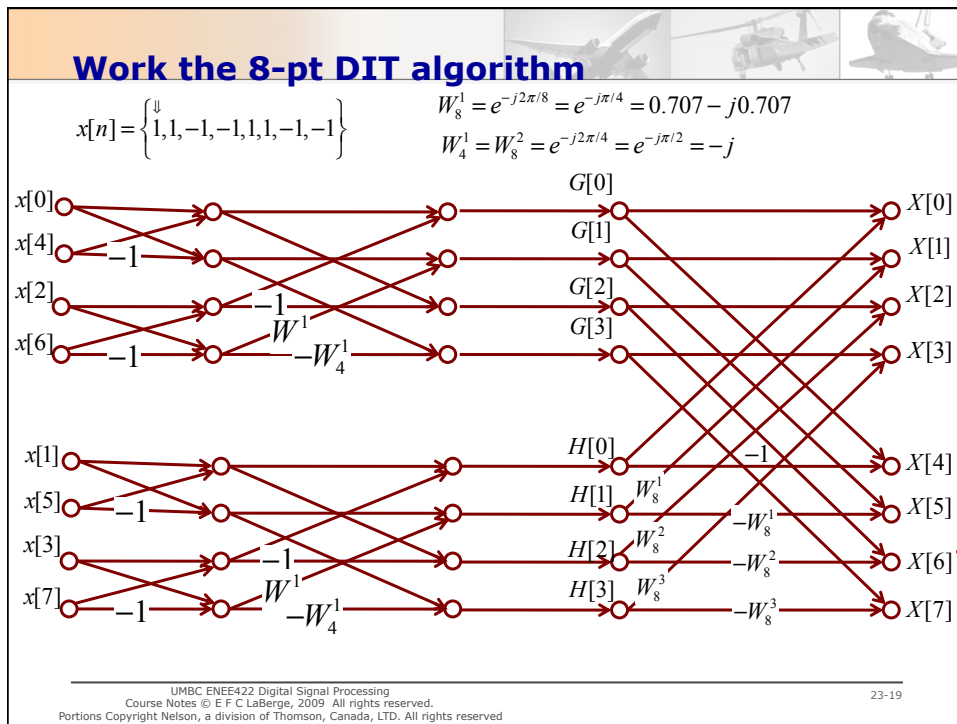 Work the 8-pt DIT algorithm
⇓
x[n] = {1,1,−1,−1,1,1,−1,−1}
W_8^1 = e^{−j2π/8} = e^{−jπ/4} = 0.707 − j0.707
W_4^1 = W_8^2 = e^{−j2π/4} = e^{−jπ/2} = −j
x[0] G[0] X[0]
x[4] −1 G[1] X[1]
x[2] −1 G[2] X[2]
W^1
x[6] −1 −W_4^1 G[3] X[3]
x[1] H[0] −1 X[4]
x[5] −1 H[1] W_8^1 −W_8^1 X[5]
x[3] −1 H[2] W_8^2 −W_8^2 X[6]
W^1
x[7] −1 −W_4^1 H[3] W_8^3 −W_8^3 X[7]
UMBC ENEE422 Digital Signal Processing
Course Notes © E F C LaBerge, 2009 All rights reserved.
Portions Copyright Nelson, a division of Thomson, Canada, LTD. All rights reserved
23-19